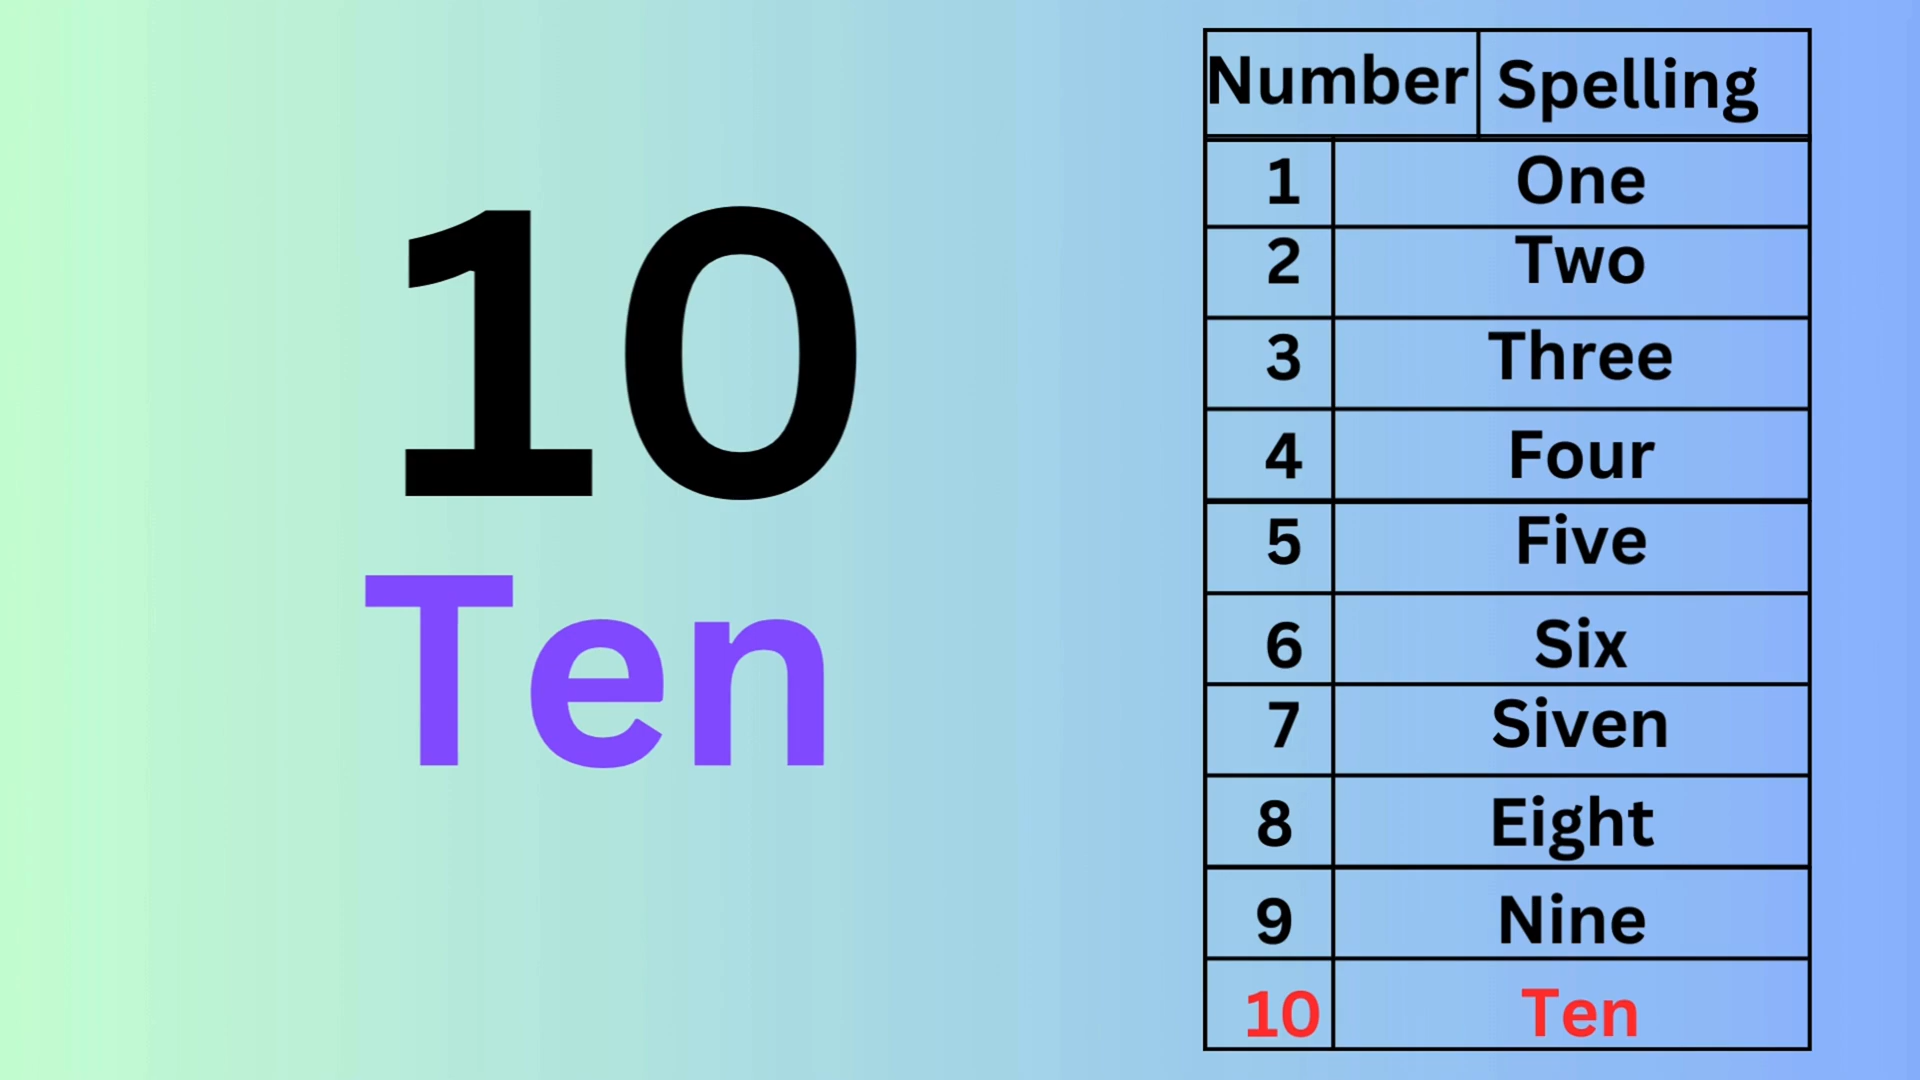 10
Ten
Number Spelling
1 One
2 Two
3 Three
4 Four
5 Five
6 Six
7 Siven
8 Eight
9 Nine
10 Ten